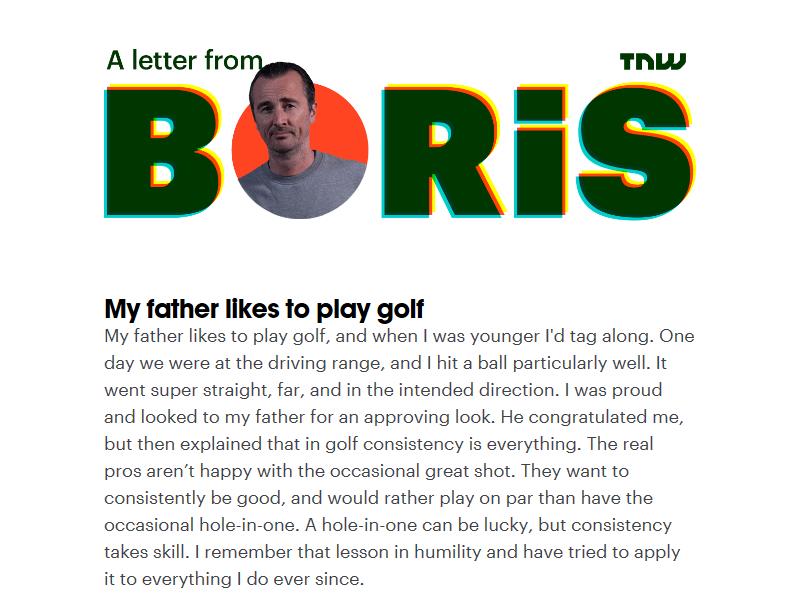 A letter from
TNW
BORiS
My father likes to play golf
My father likes to play golf, and when I was younger I'd tag along. One
day we were at the driving range, and I hit a ball particularly well. It
went super straight, far, and in the intended direction. I was proud
and looked to my father for an approving look. He congratulated me,
but then explained that in golf consistency is everything. The real
pros aren’t happy with the occasional great shot. They want to
consistently be good, and would rather play on par than have the
occasional hole-in-one. A hole-in-one can be lucky, but consistency
takes skill. I remember that lesson in humility and have tried to apply
it to everything I do ever since.